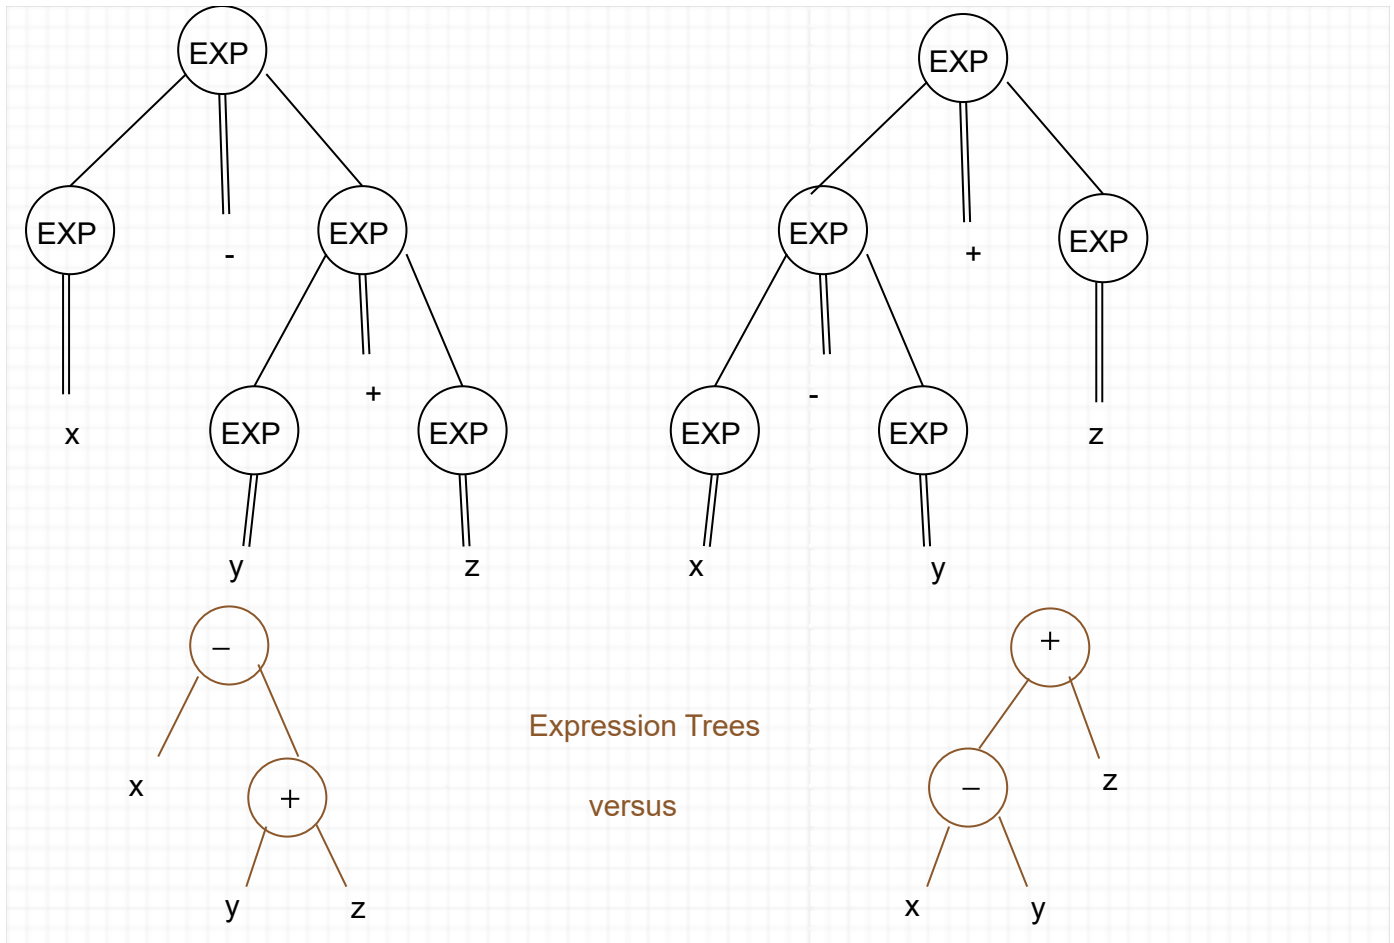 EXP
EXP
EXP - EXP
EXP
+
-
EXP
x
+
EXP EXP
y z
EXP
-
EXP
z
x
y
–
x
+
y z
Expression Trees
versus
+
–
z
x y